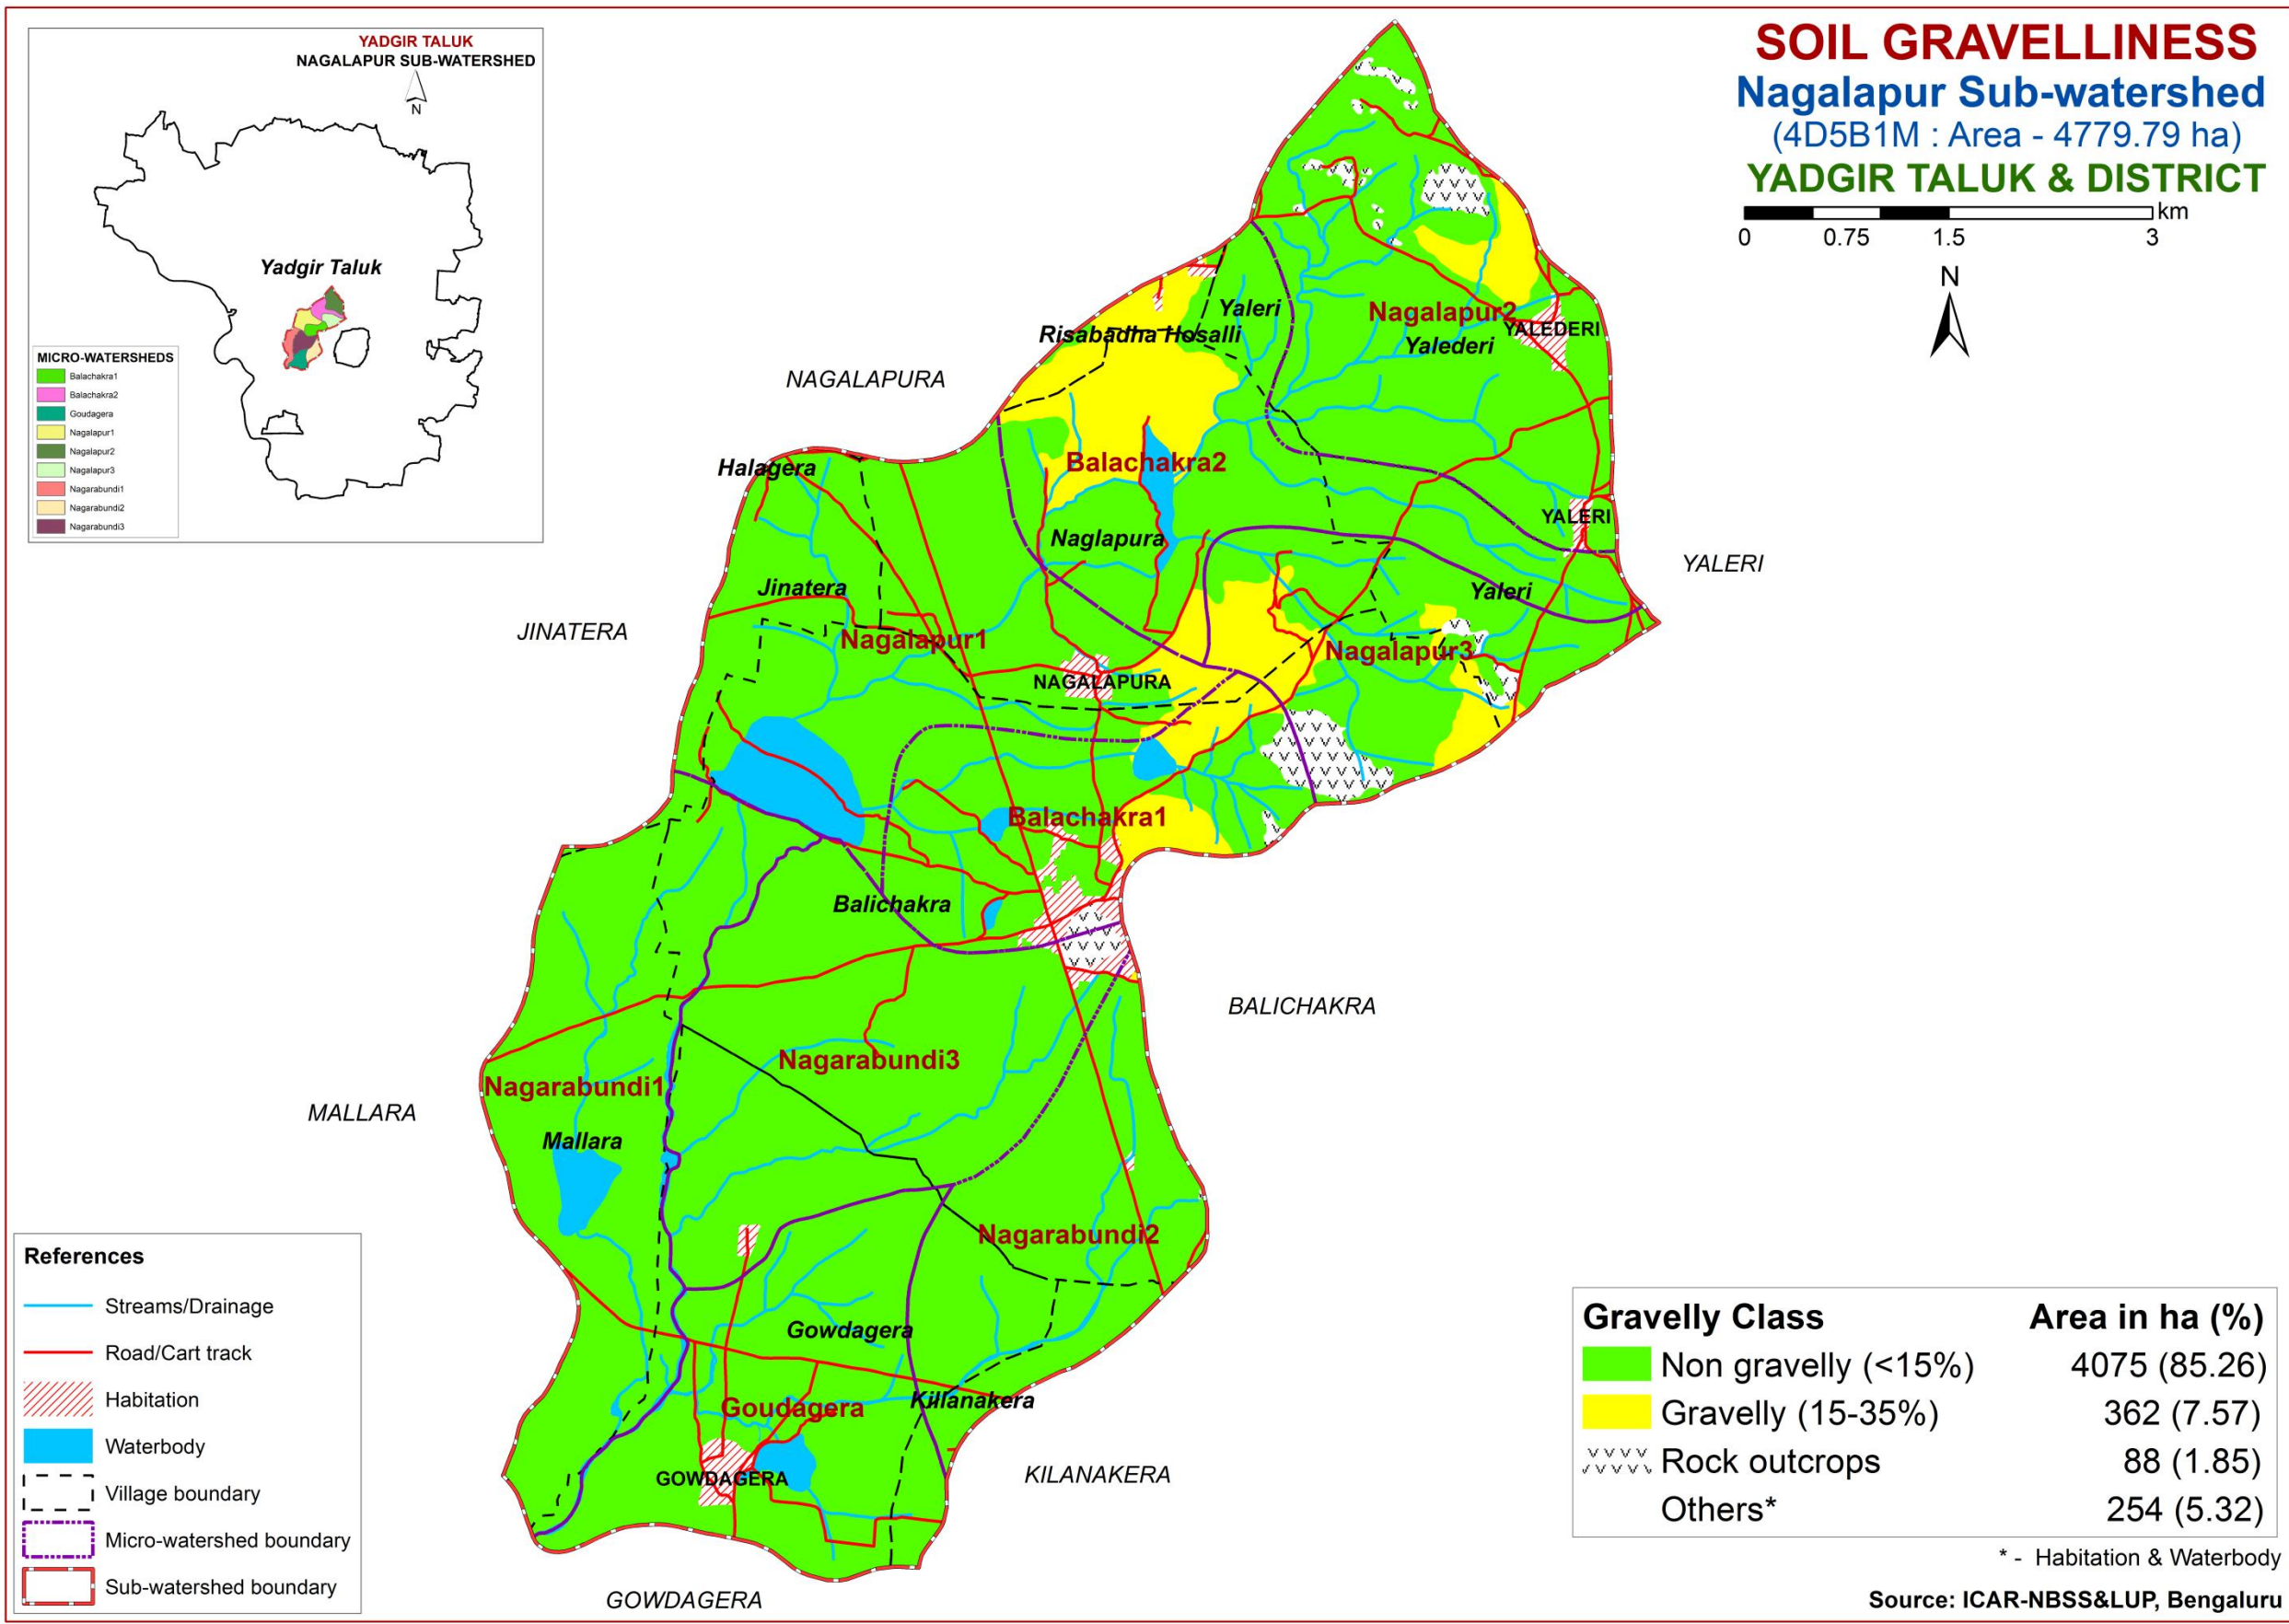 SOIL GRAVELLINESS
Nagalapur Sub-watershed
(4D5B1M : Area - 4779.79 ha)
YADGIR TALUK & DISTRICT
km
0 0.75 1.5 3
N
YADGIR TALUK
NAGALAPUR SUB-WATERSHED
N
Yadgir Taluk
MICRO-WATERSHEDS
Balachakra1
Balachakra2
Goudagera
Nagalapur1
Nagalapur2
Nagalapur3
Nagarabundi1
Nagarabundi2
Nagarabundi3
Yaleri
Nagalapur2
YALEDERI
Risabadha Hosalli
Yalederi
NAGALAPURA
Halagera
Balachakra2
YALERI
Naglapura
YALERI
Jinatera
Yaleri
JINATERA
Nagalapur1
Nagalapur3
NAGALAPURA
Balachakra1
Balichakra
BALICHAKRA
Nagarabundi3
Nagarabundi1
MALLARA
Mallara
Nagarabundi2
Gowdagera
Killanakera
Goudagera
GOWDAGERA
KILANAKERA
GOWDAGERA
References
Streams/Drainage
Road/Cart track
Habitation
Waterbody
Village boundary
Micro-watershed boundary
Sub-watershed boundary
Gravelly Class Area in ha (%)
Non gravelly (<15%) 4075 (85.26)
Gravelly (15-35%) 362 (7.57)
Rock outcrops 88 (1.85)
Others* 254 (5.32)
* - Habitation & Waterbody
Source: ICAR-NBSS&LUP, Bengaluru